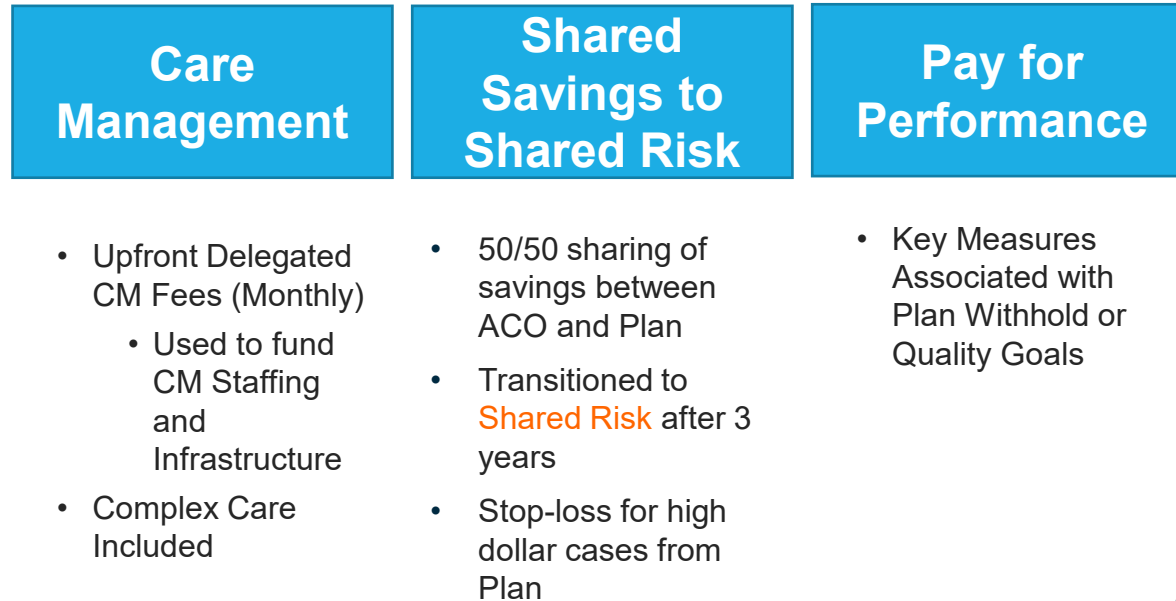 Care
Management
• Upfront Delegated
CM Fees (Monthly)
• Used to fund
CM Staffing
and
Infrastructure
• Complex Care
Included
Shared
Savings to
Shared Risk
• 50/50 sharing of
savings between
ACO and Plan
• Transitioned to
Shared Risk after 3
years
• Stop-loss for high
dollar cases from
Plan
Pay for
Performance
• Key Measures
Associated with
Plan Withhold or
Quality Goals